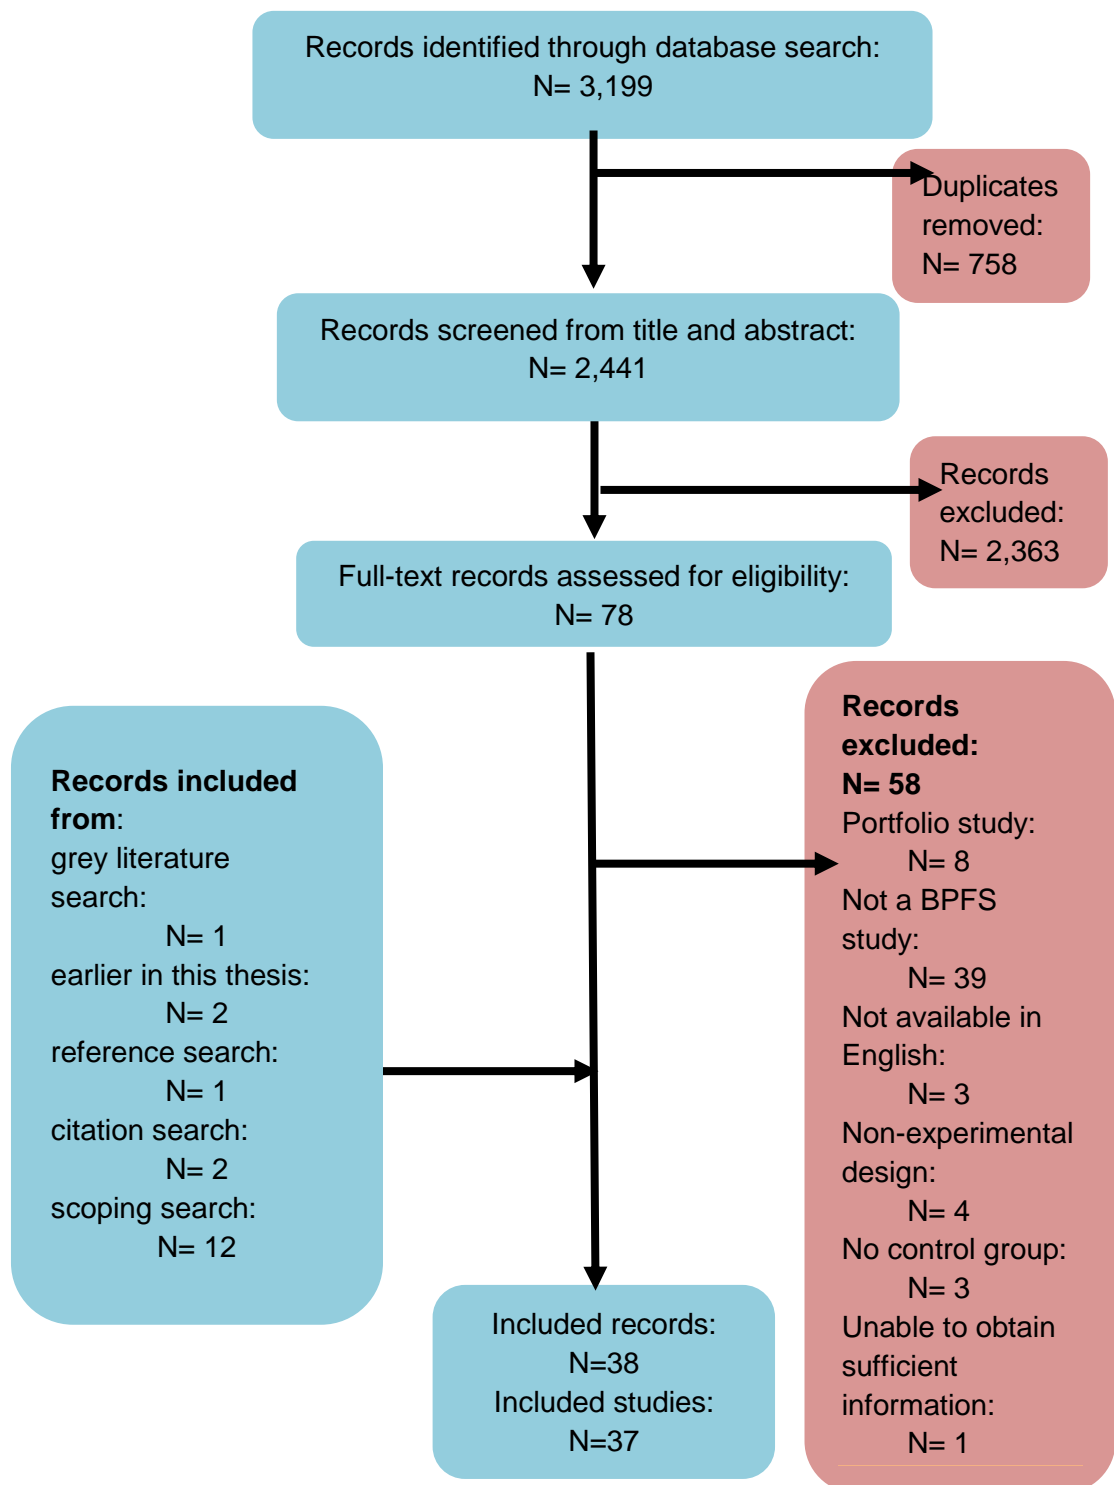 Records identified through database search:
N= 3,199
Duplicates
removed:
N= 758
Records screened from title and abstract:
N= 2,441
Records
excluded:
N= 2,363
Full-text records assessed for eligibility:
N= 78
Records
excluded:
N= 58
Portfolio study:
N= 8
Not a BPFS
study:
N= 39
Not available in
English:
N= 3
Non-experimental
design:
N= 4
No control group:
N= 3
Unable to obtain
sufficient
information:
N= 1
Records included
from:
grey literature
search:
N= 1
earlier in this thesis:
N= 2
reference search:
N= 1
citation search:
N= 2
scoping search:
N= 12
Included records:
N=38
Included studies:
N=37